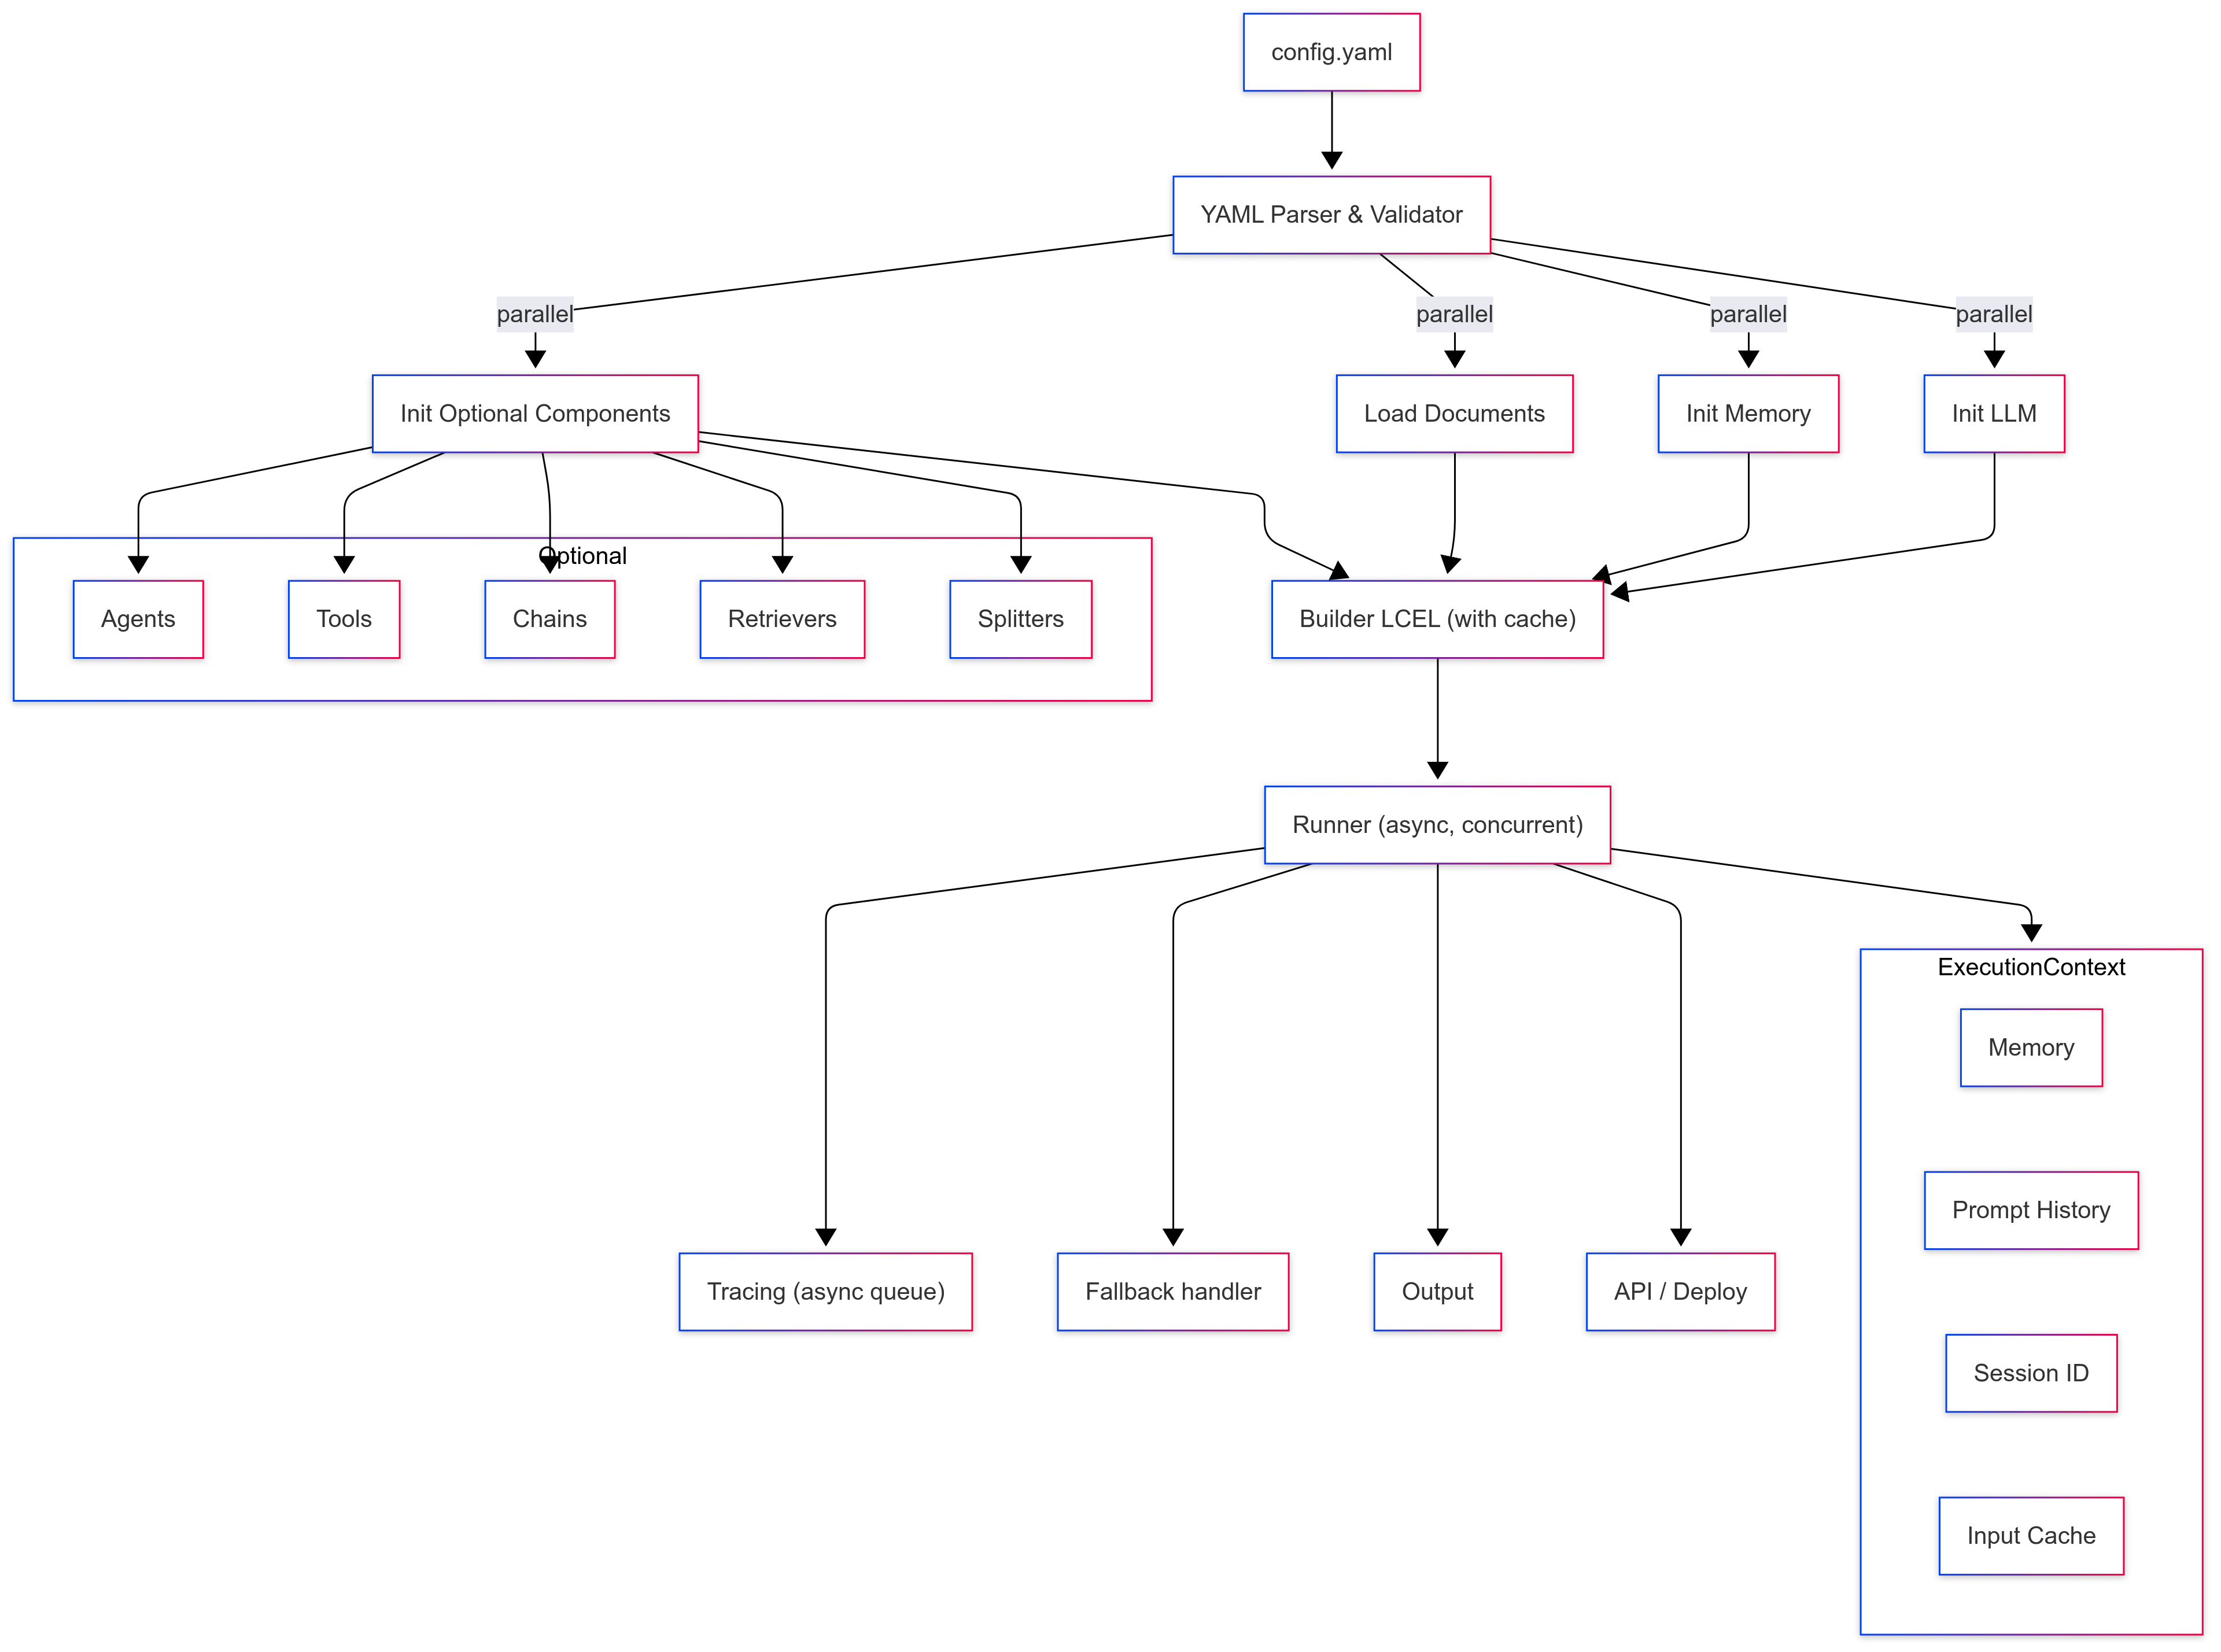 config.yaml
YAML Parser & Validator
parallel
parallel
parallel
parallel
Init Optional Components
Load Documents
Init Memory
Init LLM
Optional
Agents
Tools
Chains
Retrievers
Splitters
Builder LCEL (with cache)
Runner (async, concurrent)
ExecutionContext
Memory
Prompt History
Tracing (async queue)
Fallback handler
Output
API / Deploy
Session ID
Input Cache